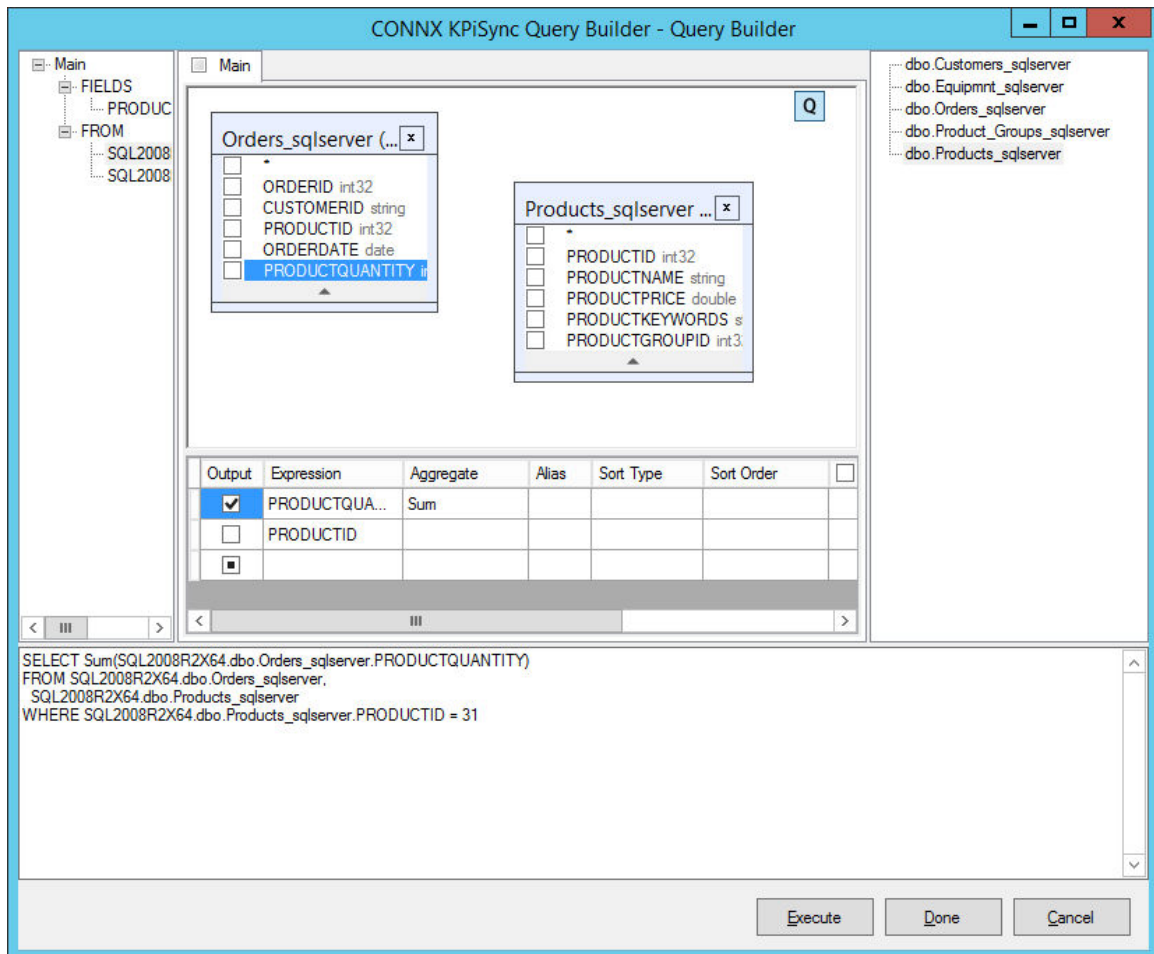 CONNX KPiSync Query Builder - Query Builder
Main
FIELDS
PRODUC
FROM
SQL2008
SQL2008
Main
Q
Orders_sqlserver (...
*
ORDERID int32
CUSTOMERID string
PRODUCTID int32
ORDERDATE date
PRODUCTQUANTITY in
Products_sqlserver ...
*
PRODUCTID int32
PRODUCTNAME string
PRODUCTPRICE double
PRODUCTKEYWORDS s
PRODUCTGROUPID int3
dbo.Customers_sqlserver
dbo.Equipmnt_sqlserver
dbo.Orders_sqlserver
dbo.Product_Groups_sqlserver
dbo.Products_sqlserver
Output Expression Aggregate Alias Sort Type Sort Order
PRODUCTQUA... Sum
PRODUCTID
SELECT Sum(SQL2008R2X64.dbo.Orders_sqlserver.PRODUCTQUANTITY)
FROM SQL2008R2X64.dbo.Orders_sqlserver,
SQL2008R2X64.dbo.Products_sqlserver
WHERE SQL2008R2X64.dbo.Products_sqlserver.PRODUCTID = 31
Execute Done Cancel